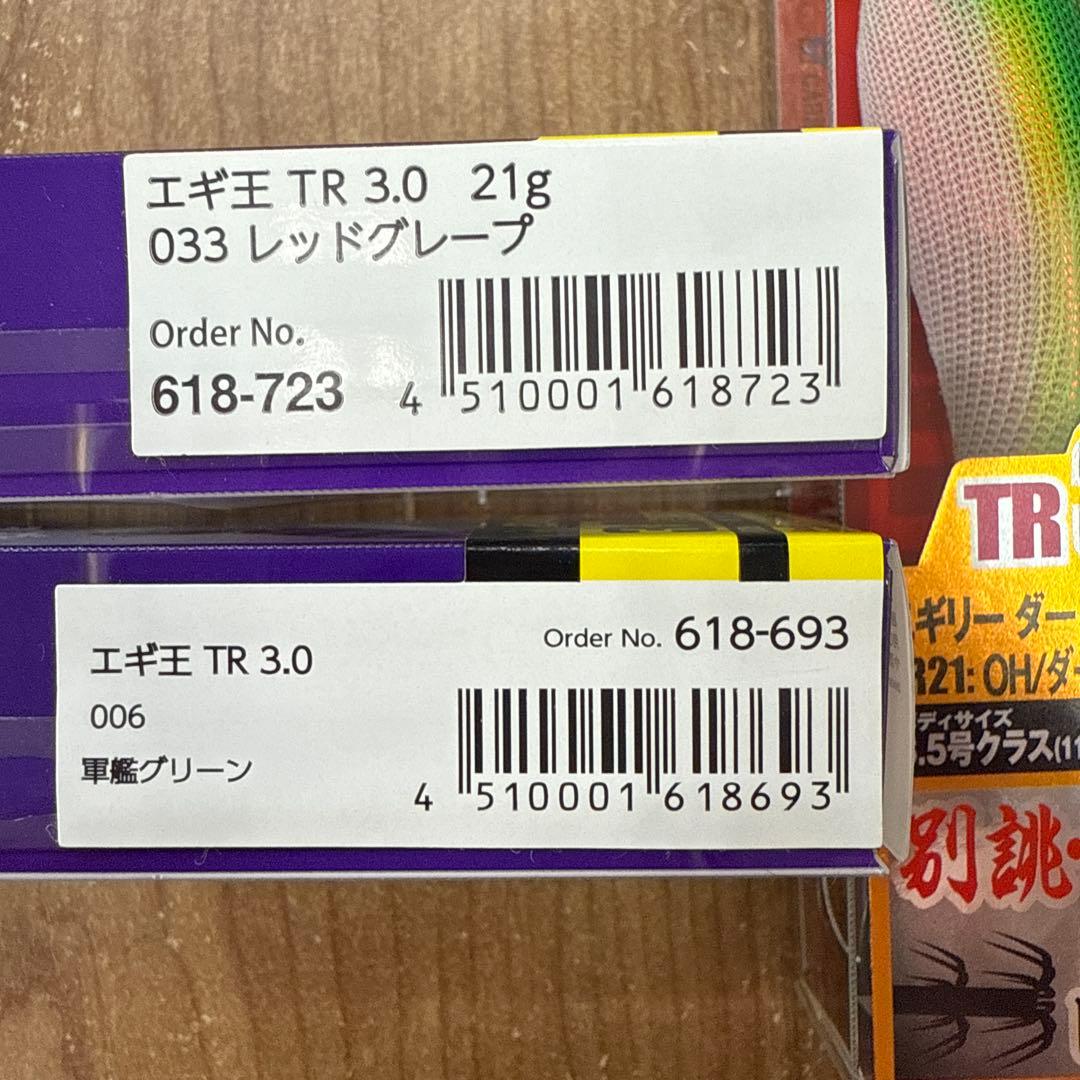 エギ王 TR 3.0 21g
033 レッドグレープ
Order No.
618-723
4 510001 618723
エギ王 TR 3.0
006
軍艦グリーン
Order No. 618-693
4 510001 618693
TR
ギリー ダー
R21: OH/ダー
ディサイズ
.5号クラス(11
別誂